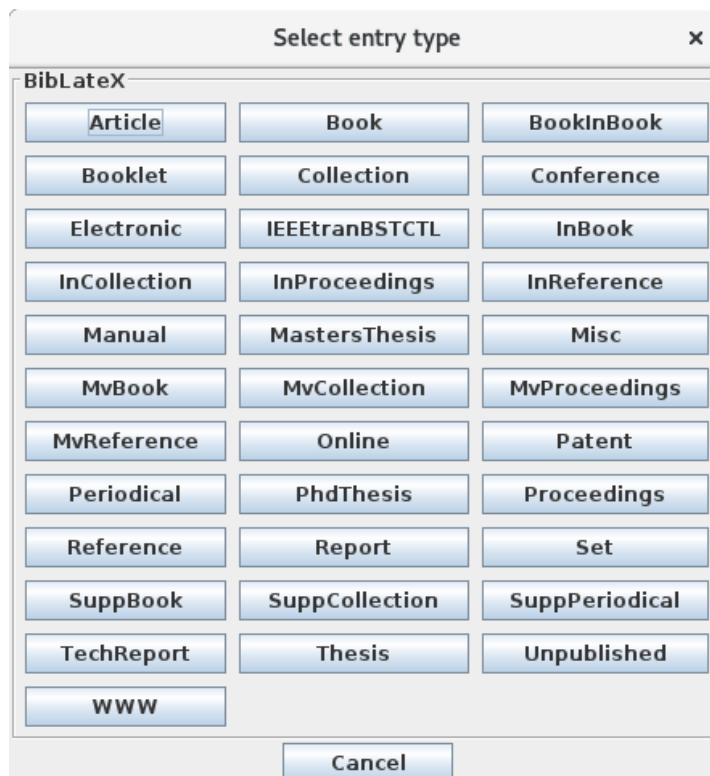 Select entry type ×
BibLateX
Article Book BookInBook
Booklet Collection Conference
Electronic IEEEtranBSTCTL InBook
InCollection InProceedings InReference
Manual MastersThesis Misc
MvBook MvCollection MvProceedings
MvReference Online Patent
Periodical PhdThesis Proceedings
Reference Report Set
SuppBook SuppCollection SuppPeriodical
TechReport Thesis Unpublished
WWW
Cancel